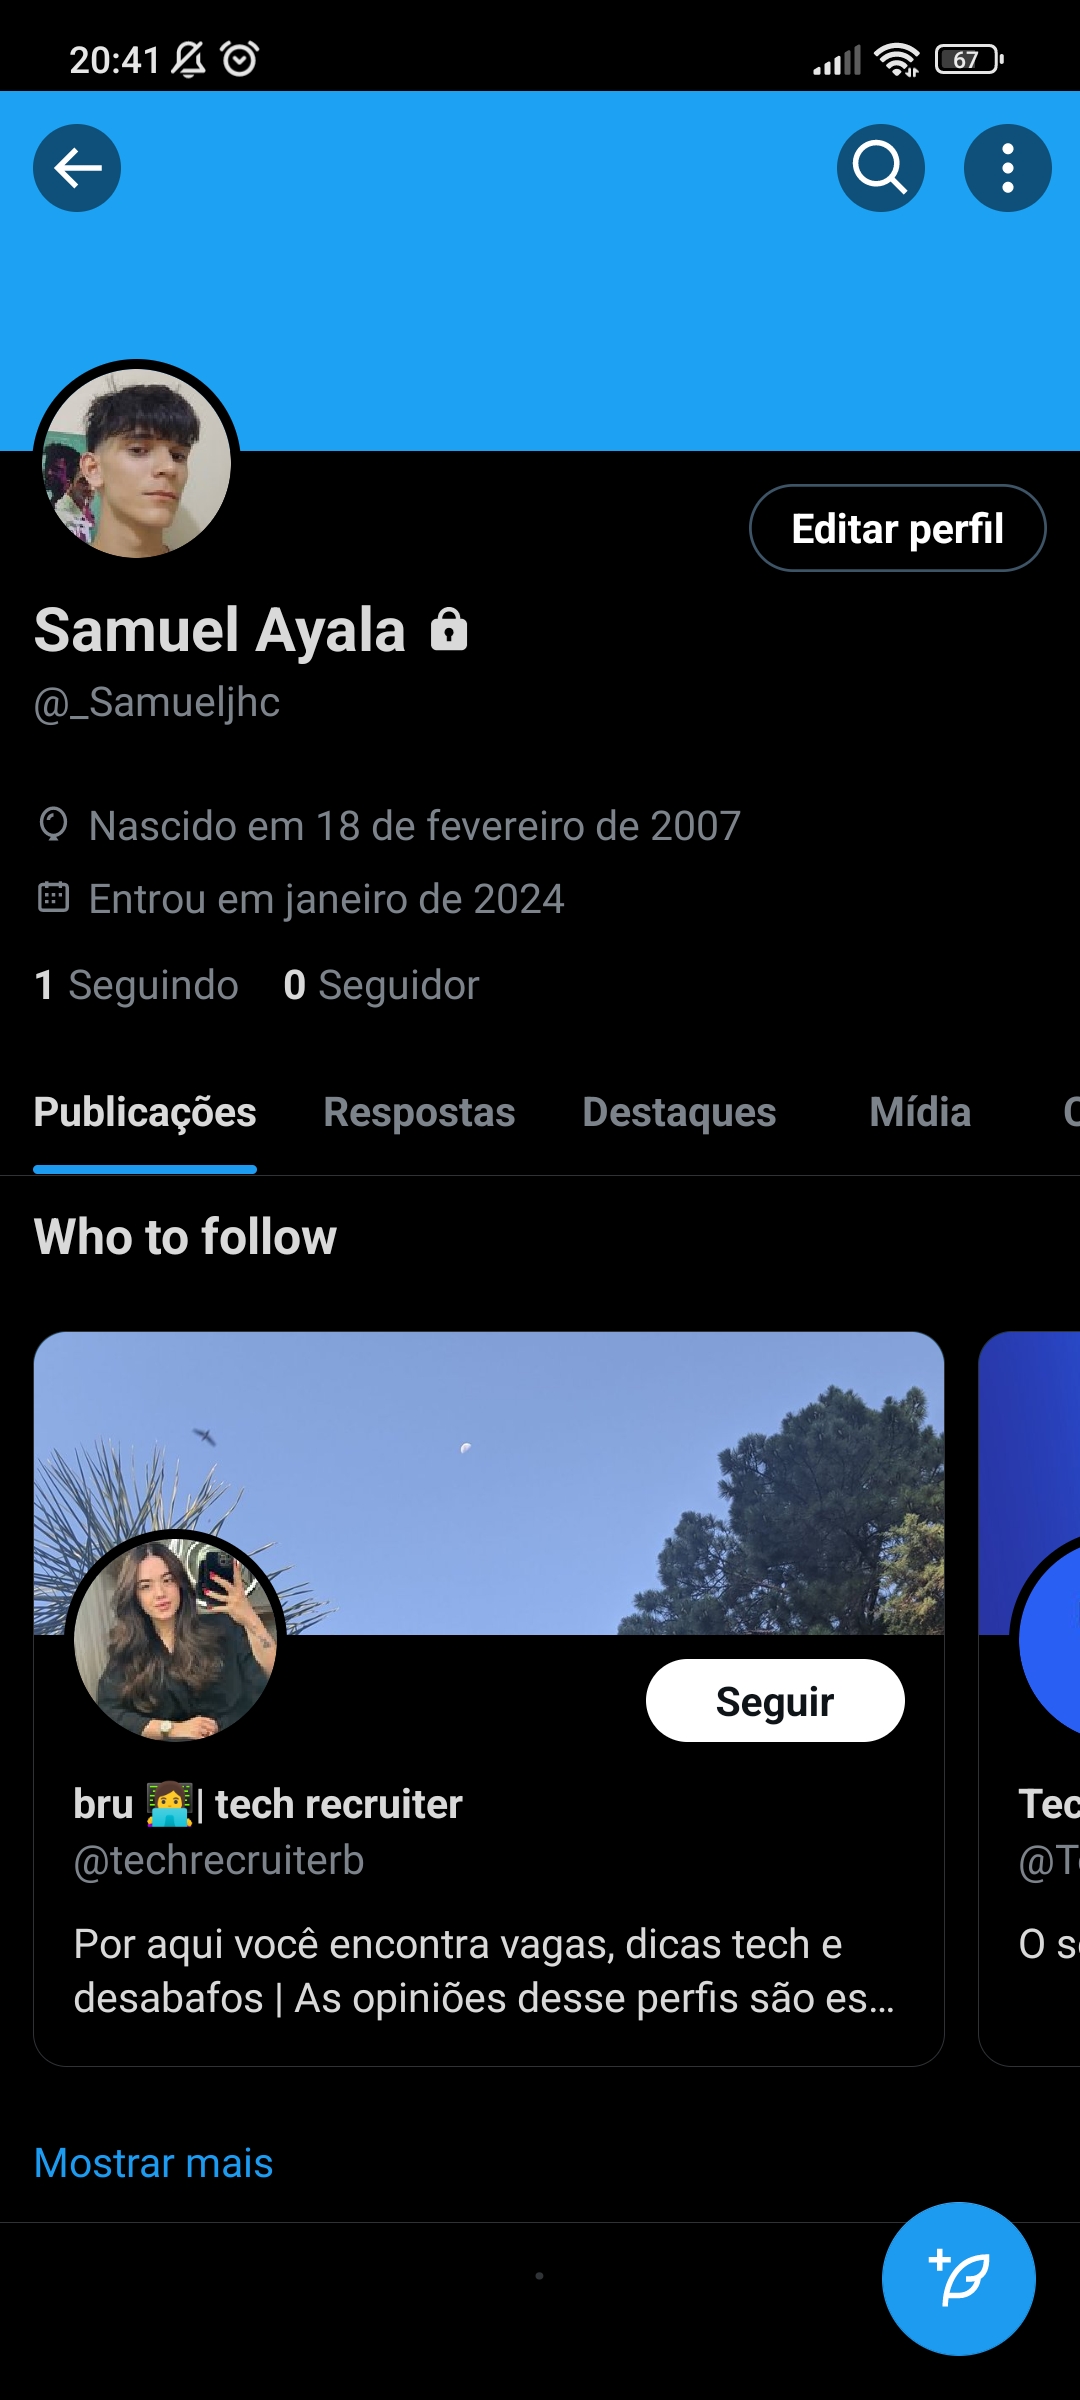 20:41
67
Editar perfil
Samuel Ayala
@_Samueljhc
Nascido em 18 de fevereiro de 2007
Entrou em janeiro de 2024
1 Seguindo 0 Seguidor
Publicações Respostas Destaques Mídia
Who to follow
Seguir
bru 👩‍💻| tech recruiter
@techrecruiterb
Por aqui você encontra vagas, dicas tech e
desabafos | As opiniões desse perfis são es...
Tec
@T
O s
Mostrar mais